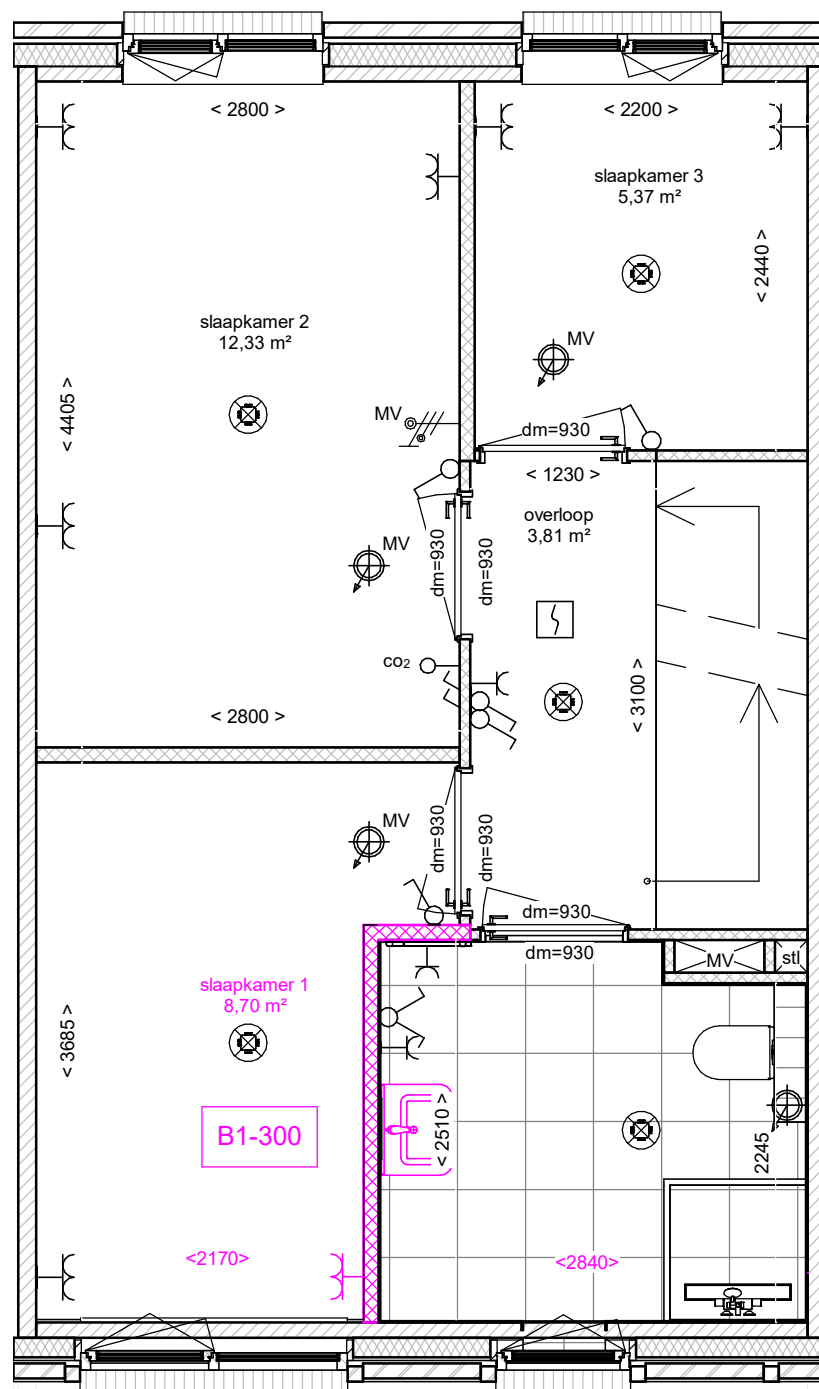 < 2800 >
< 2200 >
slaapkamer 3
5,37 m²
< 2440 >
slaapkamer 2
12,33 m²
MV
< 4405 >
MV
dm=930
< 1230 >
overloop
3,81 m²
MV
dm=930
dm=930
co₂
< 3100 >
< 2800 >
MV
dm=930
dm=930
dm=930
dm=930
MV
stl
slaapkamer 1
8,70 m²
< 3685 >
B1-300
< 2510 >
2245
<2170>
<2840>